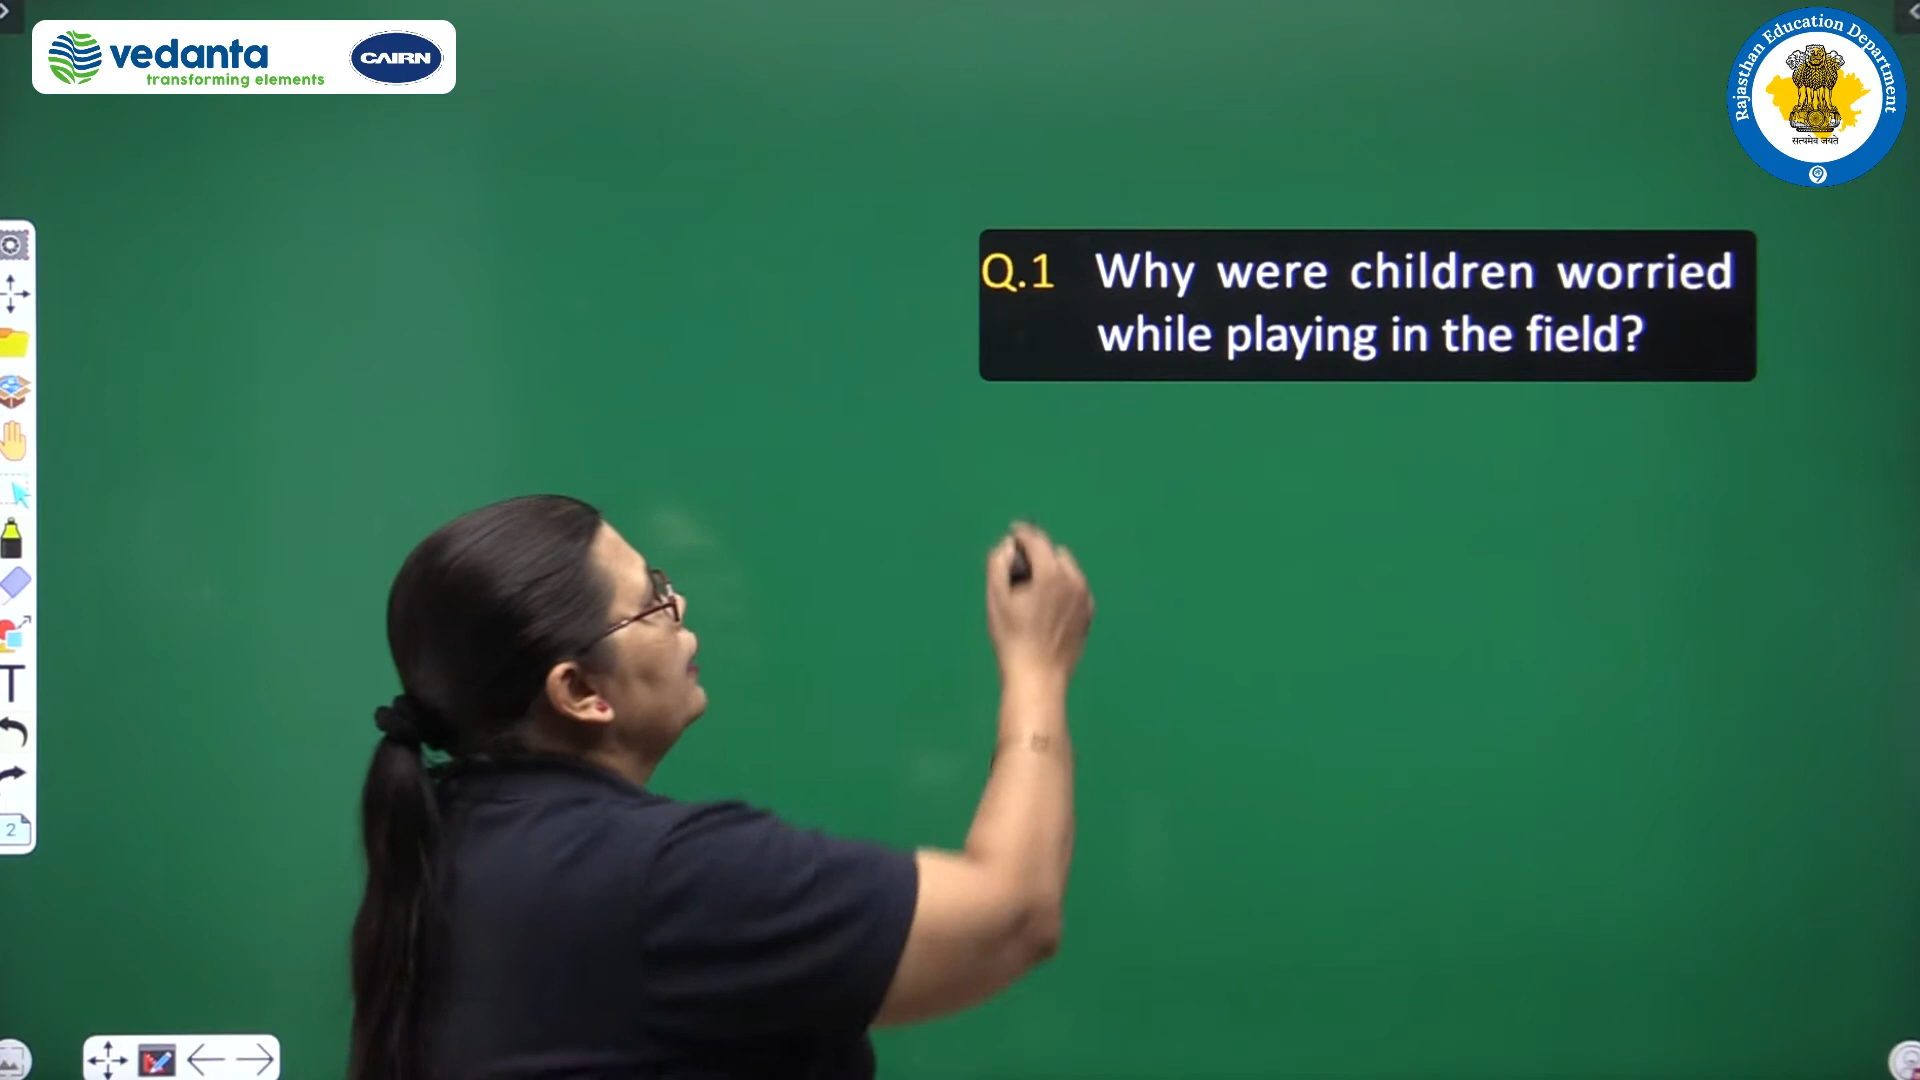 vedanta
transforming elements
CAIRN
Rajasthan Education Department
सत्यमेव जयते
Q.1 Why were children worried
while playing in the field?
T
2